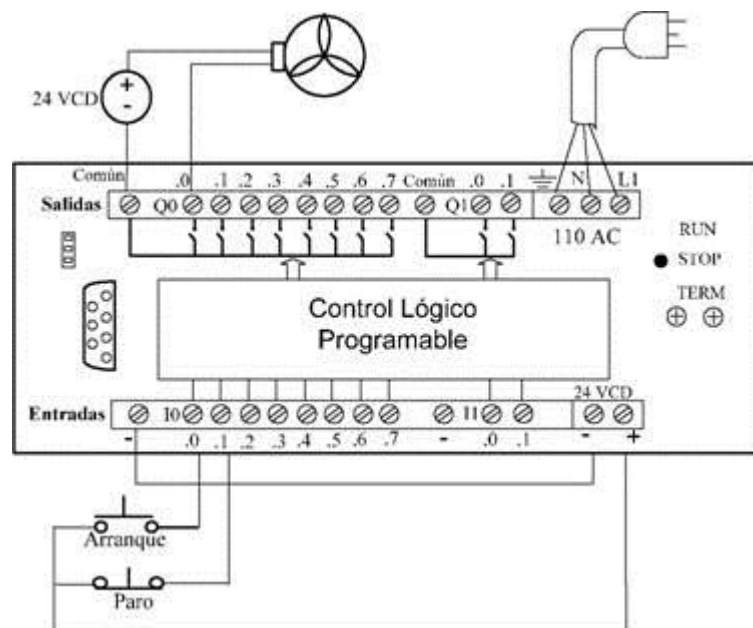 +
-
24 VCD
Común .0 .1 .2 .3 .4 .5 .6 .7 Común .0 .1 N L1
Salidas Q0 Q1
110 AC
RUN
STOP
TERM
Control Lógico
Programable
24 VCD
Entradas I0 I1
- .0 .1 .2 .3 .4 .5 .6 .7 - .0 .1 - +
Arranque
Paro